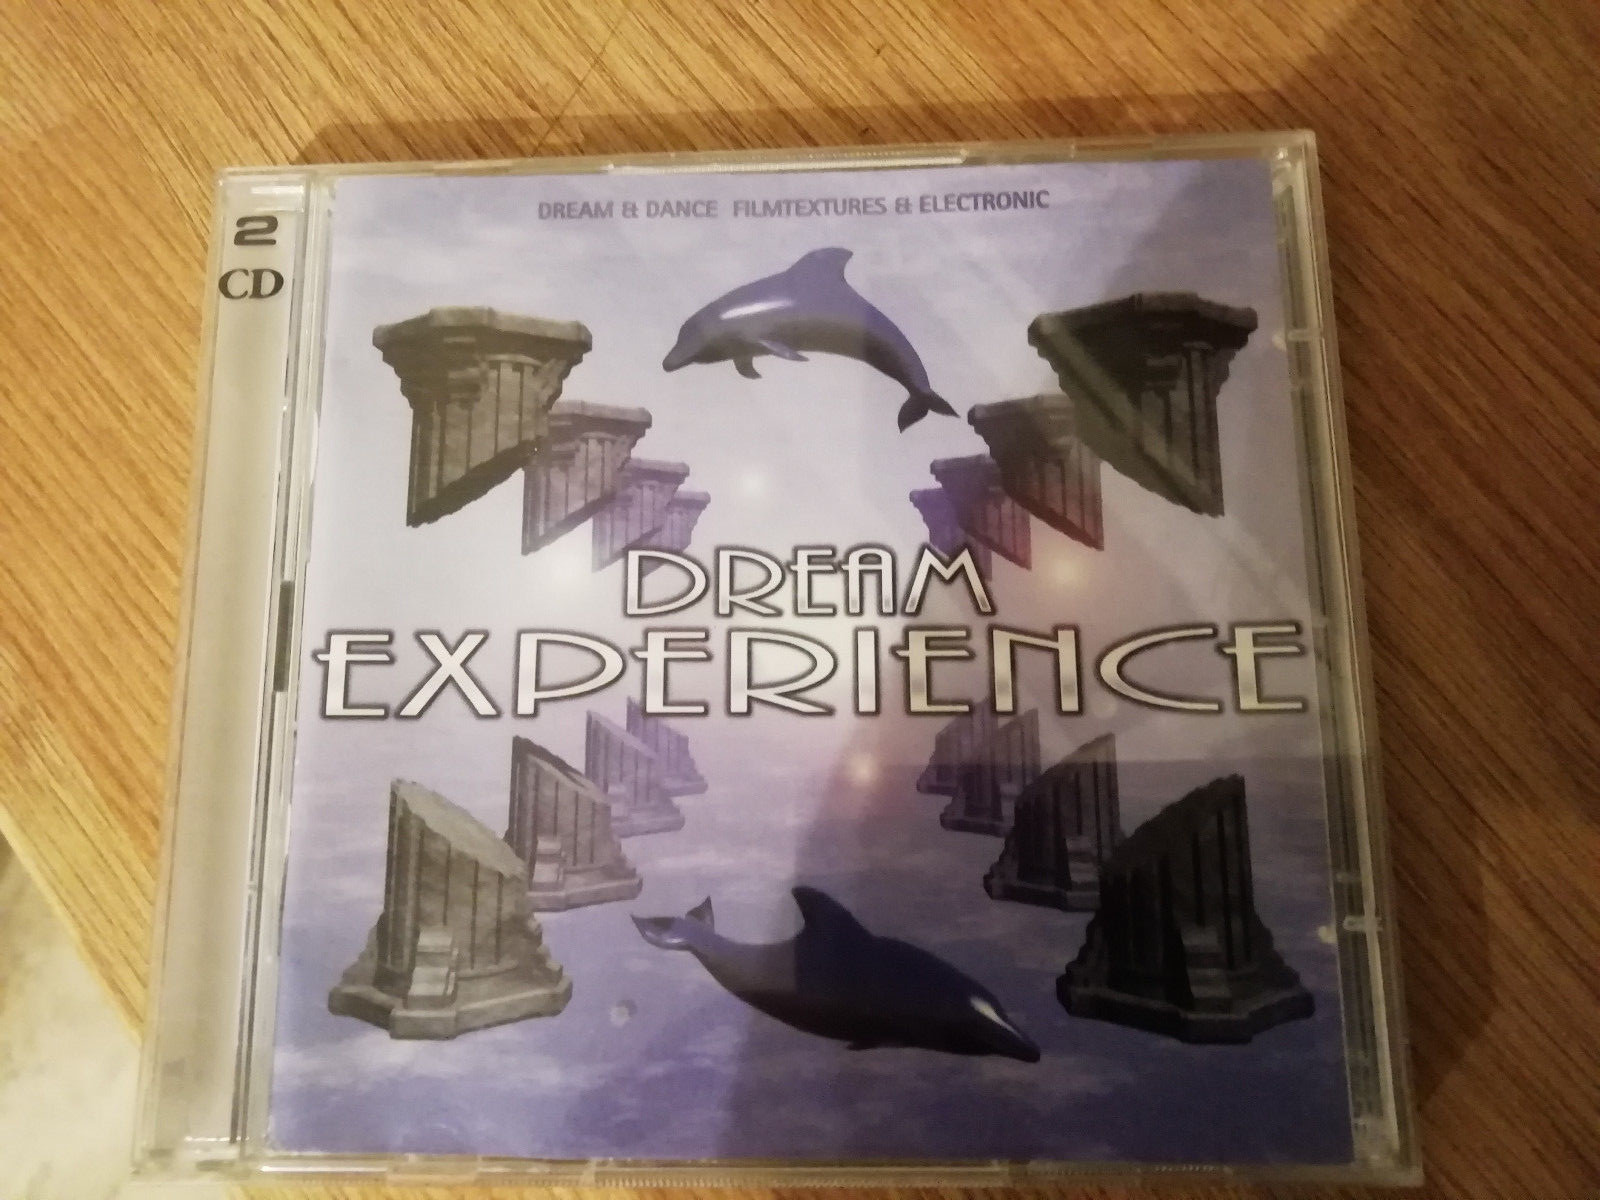 2
CD
DREAM & DANCE FILMTEXTURES & ELECTRONIC
DREAM
EXPERIENCE